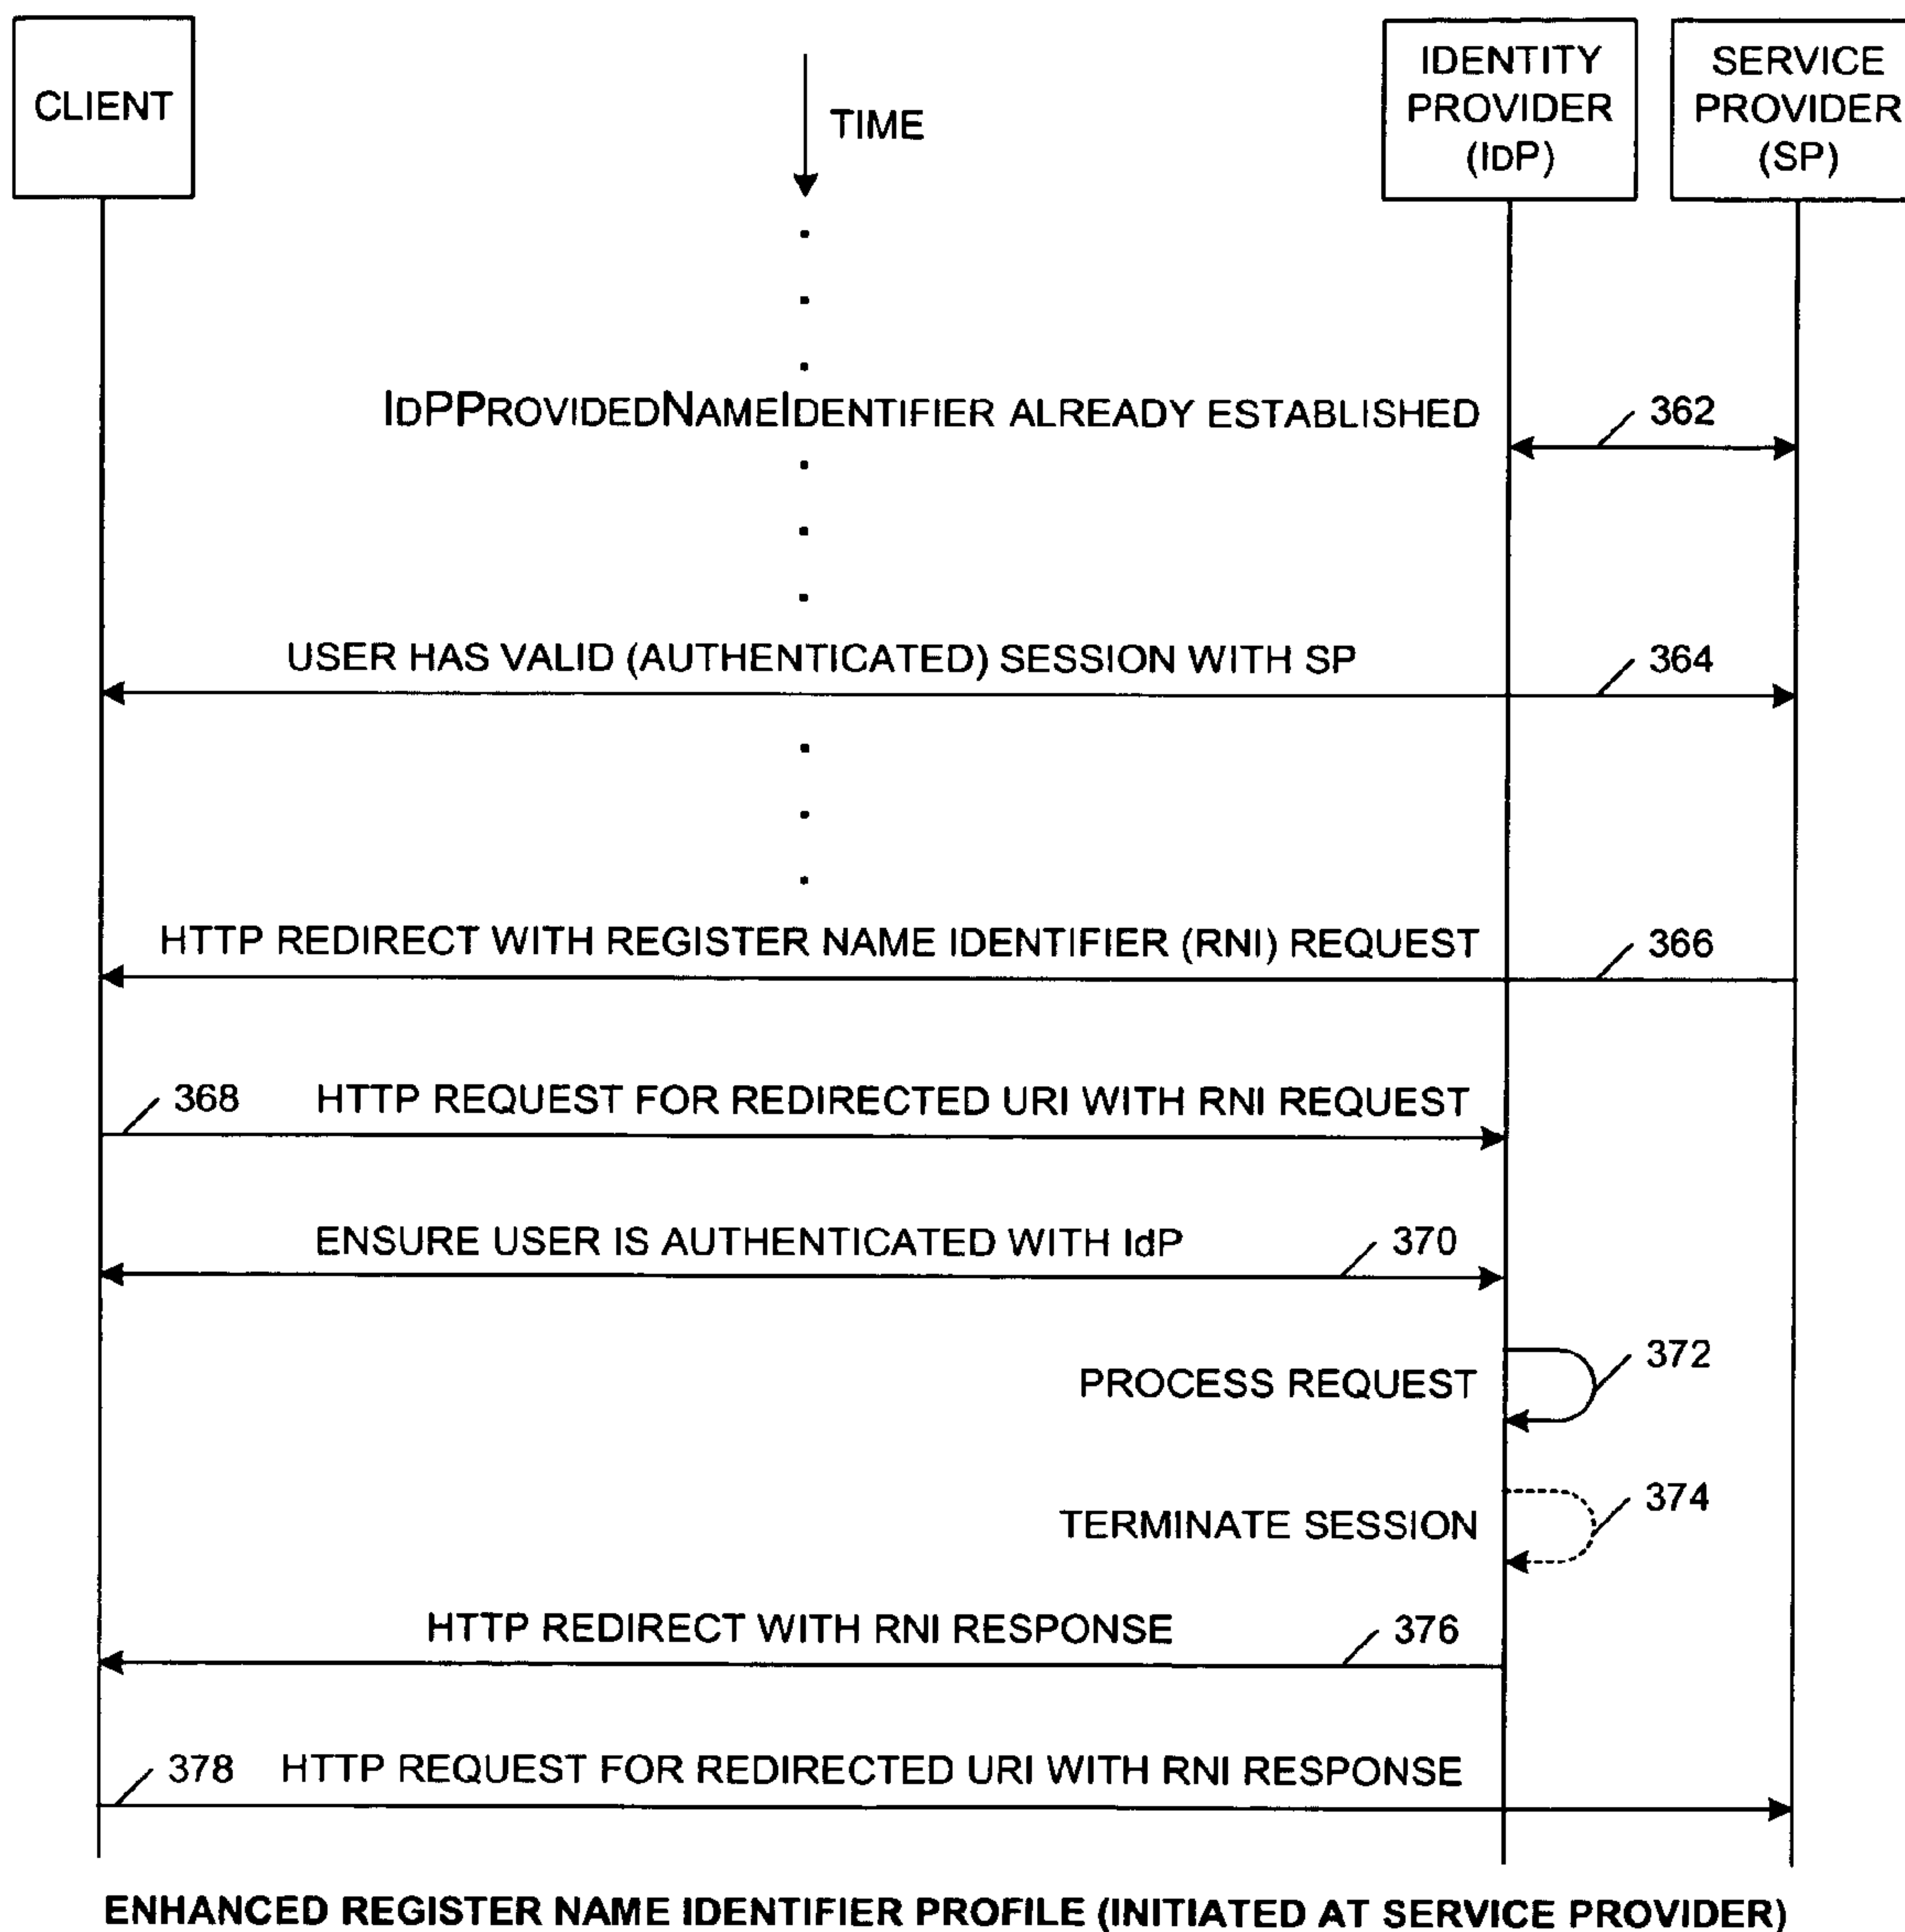 CLIENT
TIME
IDENTITY
PROVIDER
(IDP)
SERVICE
PROVIDER
(SP)
IDPPROVIDEDNAMEIDENTIFIER ALREADY ESTABLISHED
362
USER HAS VALID (AUTHENTICATED) SESSION WITH SP
364
HTTP REDIRECT WITH REGISTER NAME IDENTIFIER (RNI) REQUEST
366
368
HTTP REQUEST FOR REDIRECTED URI WITH RNI REQUEST
ENSURE USER IS AUTHENTICATED WITH IdP
370
PROCESS REQUEST
372
TERMINATE SESSION
374
HTTP REDIRECT WITH RNI RESPONSE
376
378
HTTP REQUEST FOR REDIRECTED URI WITH RNI RESPONSE
ENHANCED REGISTER NAME IDENTIFIER PROFILE (INITIATED AT SERVICE PROVIDER)